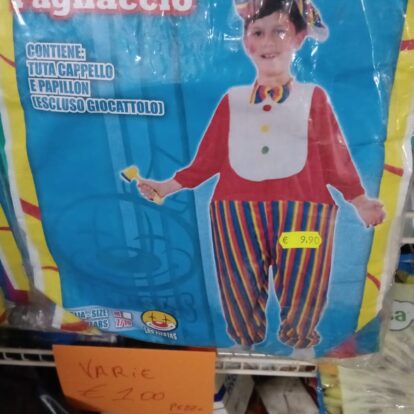 Pagliaccio
CONTIENE:
TUTA CAPPELLO
E PAPILLON
(ESCLUSO GIOCATTOLO)
€ 9.90
VARIE
€ 1.00